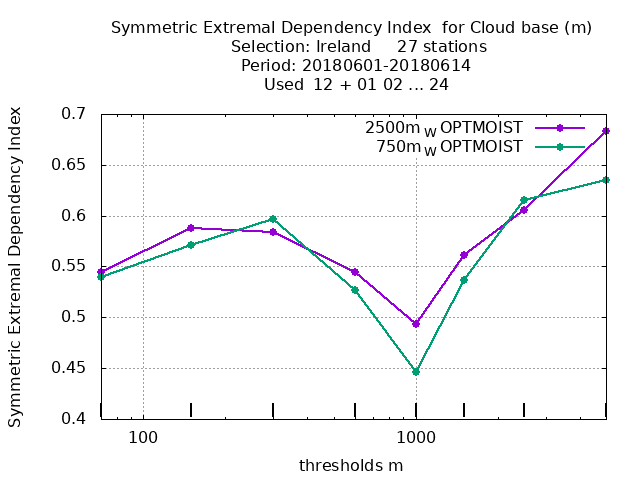 Symmetric Extremal Dependency Index  for Cloud base (m)
Selection: Ireland     27 stations
Period: 20180601-20180614
Used  12 + 01 02 ... 24
2500m W OPTMOIST
750m W OPTMOIST
Symmetric Extremal Dependency Index
0.7
0.65
0.6
0.55
0.5
0.45
0.4
100
1000
thresholds m